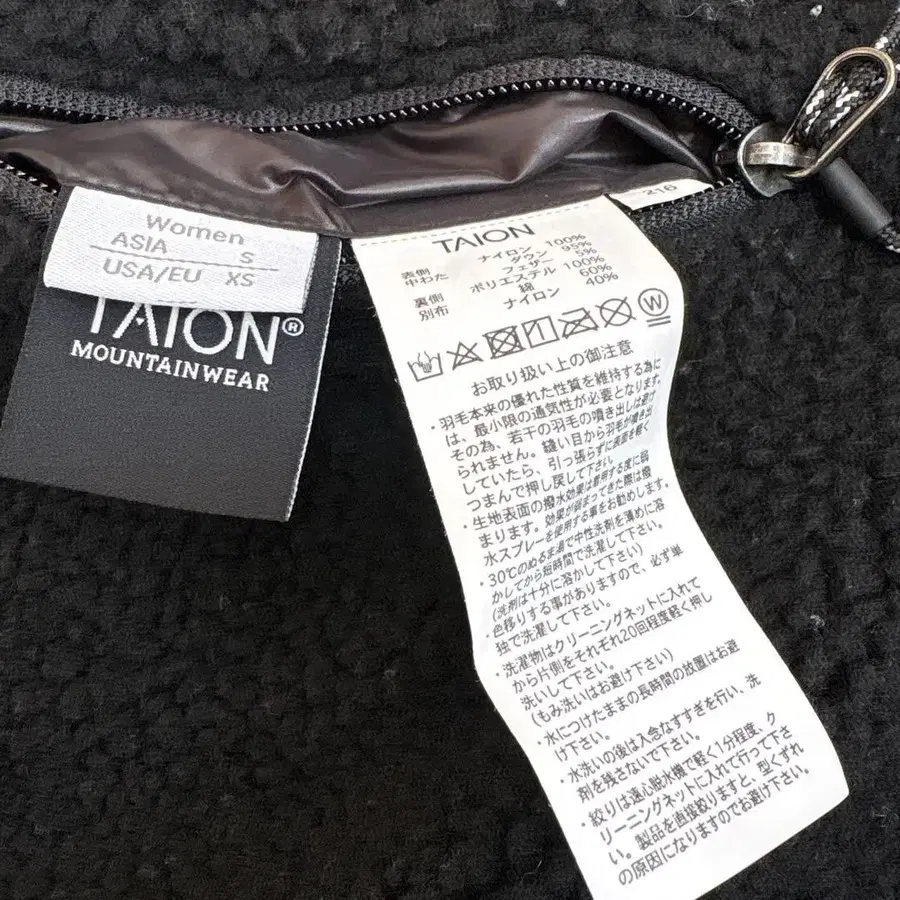 Women
ASIA S
USA/EU XS
TAION®
MOUNTAINWEAR
216
TAION
表側 ナイロン 100%
中わた ダウン 95%
フェザー 5%
裏側 ポリエステル 100%
別布 綿 60%
ナイロン 40%
W
お取り扱い上の御注意
・羽毛本来の優れた性質を維持する為に
は、最小限の通気性が必要となります。
その為、若干の羽毛の噴き出しは避け
られません。縫い目から羽毛が噴き出
していたら、引っ張らずに表面を軽く
つまんで押し戻して下さい。
・生地表面の撥水効果は着用する度に弱
まります。効果が弱まってきた際は撥
水スプレーを使用する事をお勧めします。
・30℃のぬるま湯で中性洗剤を薄めに溶
かしてから短時間で洗濯して下さい。
(洗剤は十分に溶かして下さい)
・色移りする事がありますので、必ず単
独で洗濯して下さい。
・洗濯物はクリーニングネットに入れて
から片側をそれぞれ20回程度軽く押し
洗いして下さい。
(もみ洗いはお避け下さい)
・水につけたままの長時間の放置はお避
け下さい。
・水洗いの後は入念なすすぎを行い、洗
剤を残さないで下さい。
・絞りは遠心脱水機で軽く1分程度、ク
リーニングネットに入れて行って下さ
い。製品を直接絞りますと、型くずれ
の原因になりますのでお避け下さい。